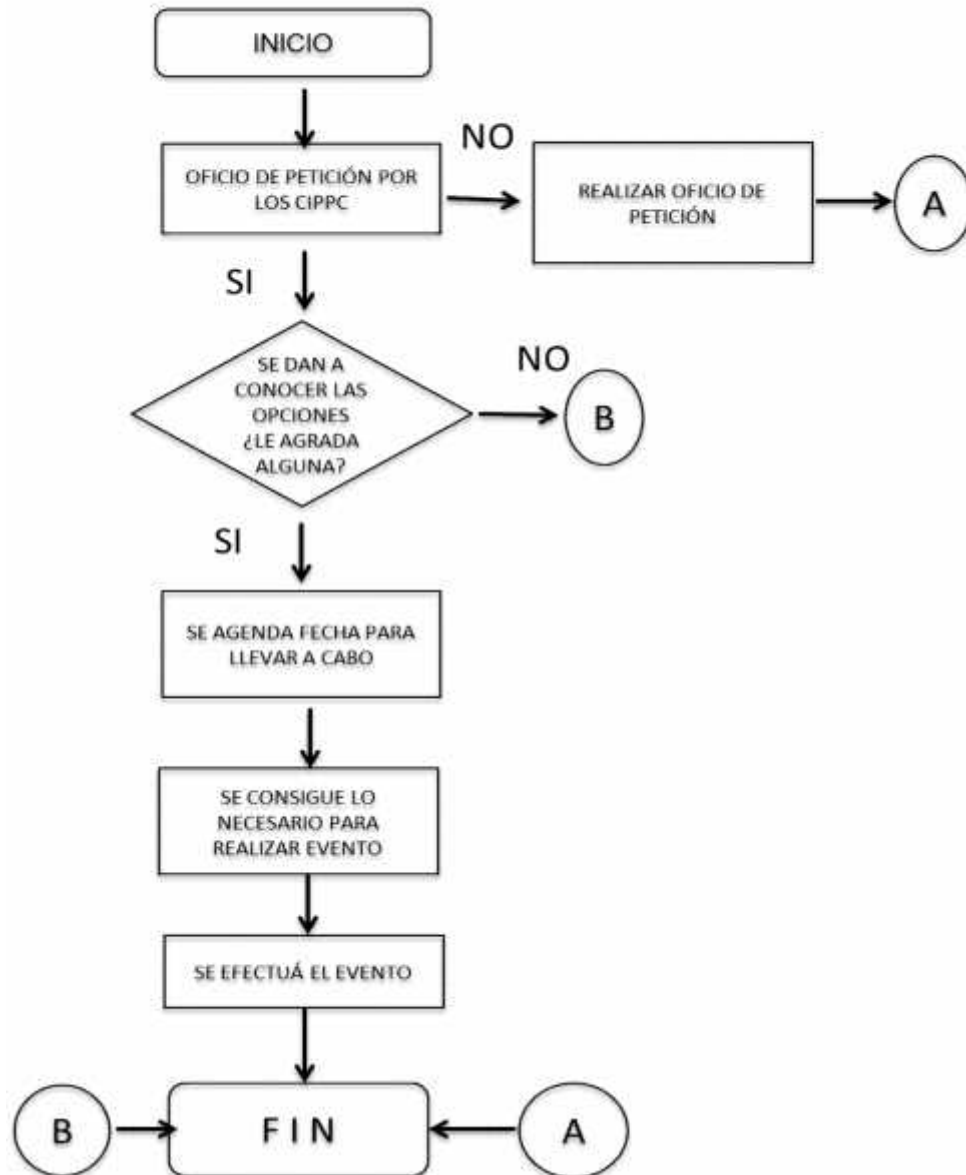 INICIO
NO
OFICIO DE PETICIÓN POR
LOS CIPPC
REALIZAR OFICIO DE
PETICIÓN
A
SI
SE DAN A
CONOCER LAS
OPCIONES
¿LE AGRADA
ALGUNA?
NO
B
SI
SE AGENDA FECHA PARA
LLEVAR A CABO
SE CONSIGUE LO
NECESARIO PARA
REALIZAR EVENTO
SE EFECTUÁ EL EVENTO
B
F I N
A